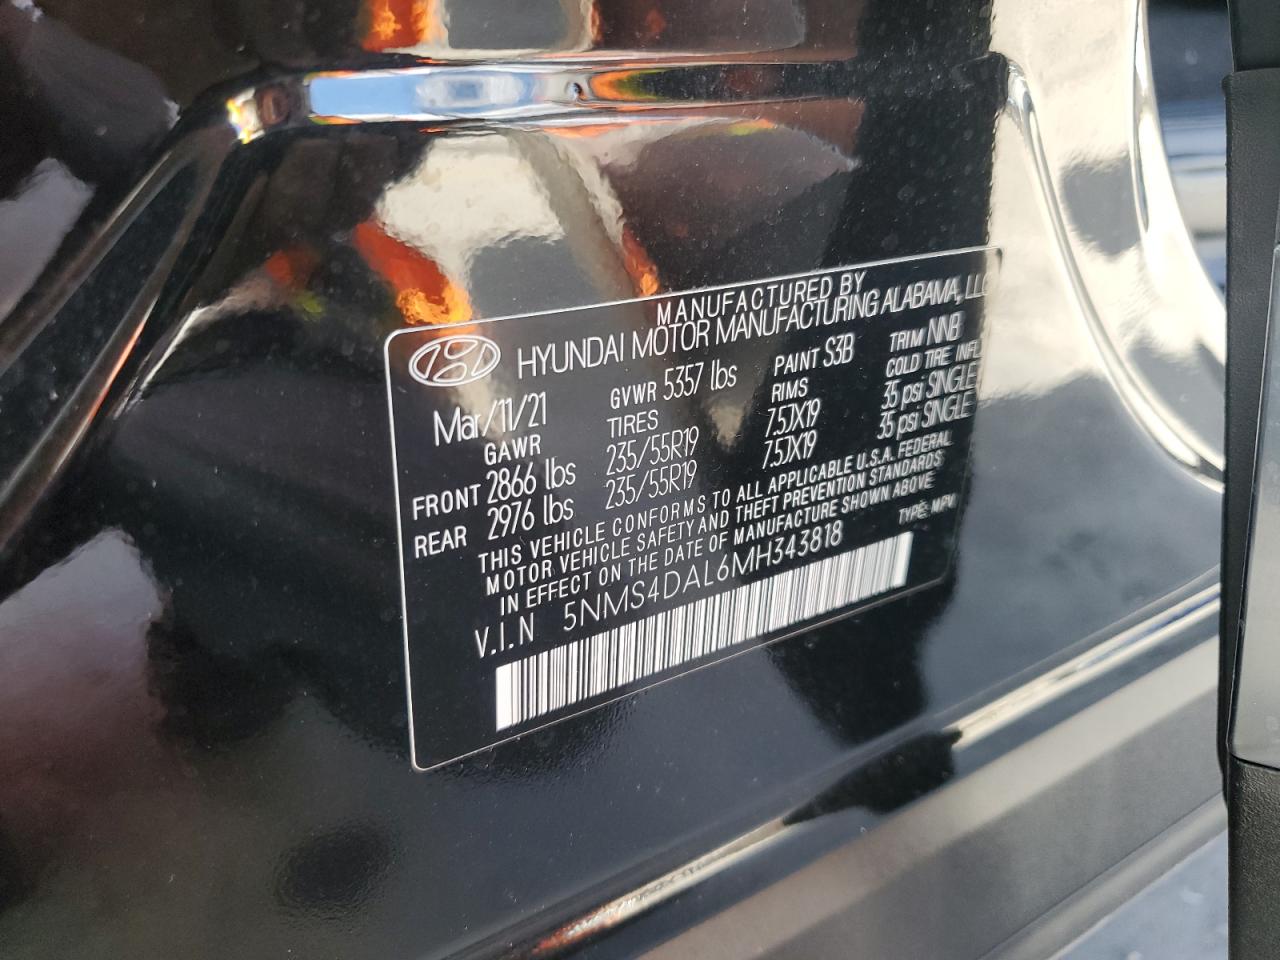 MANUFACTURED BY
HYUNDAI MOTOR MANUFACTURING ALABAMA, LLC
Mar/11/21 GVWR 5357 lbs PAINT S3B TRIM NNB
GAWR TIRES RIMS COLD TIRE INFL
FRONT 2866 lbs 235/55R19 7.5JX19 35 psi SINGLE
REAR 2976 lbs 235/55R19 7.5JX19 35 psi SINGLE
THIS VEHICLE CONFORMS TO ALL APPLICABLE U.S.A. FEDERAL
MOTOR VEHICLE SAFETY AND THEFT PREVENTION STANDARDS
IN EFFECT ON THE DATE OF MANUFACTURE SHOWN ABOVE
V.I.N 5NMS4DAL6MH343818 TYPE: MPV